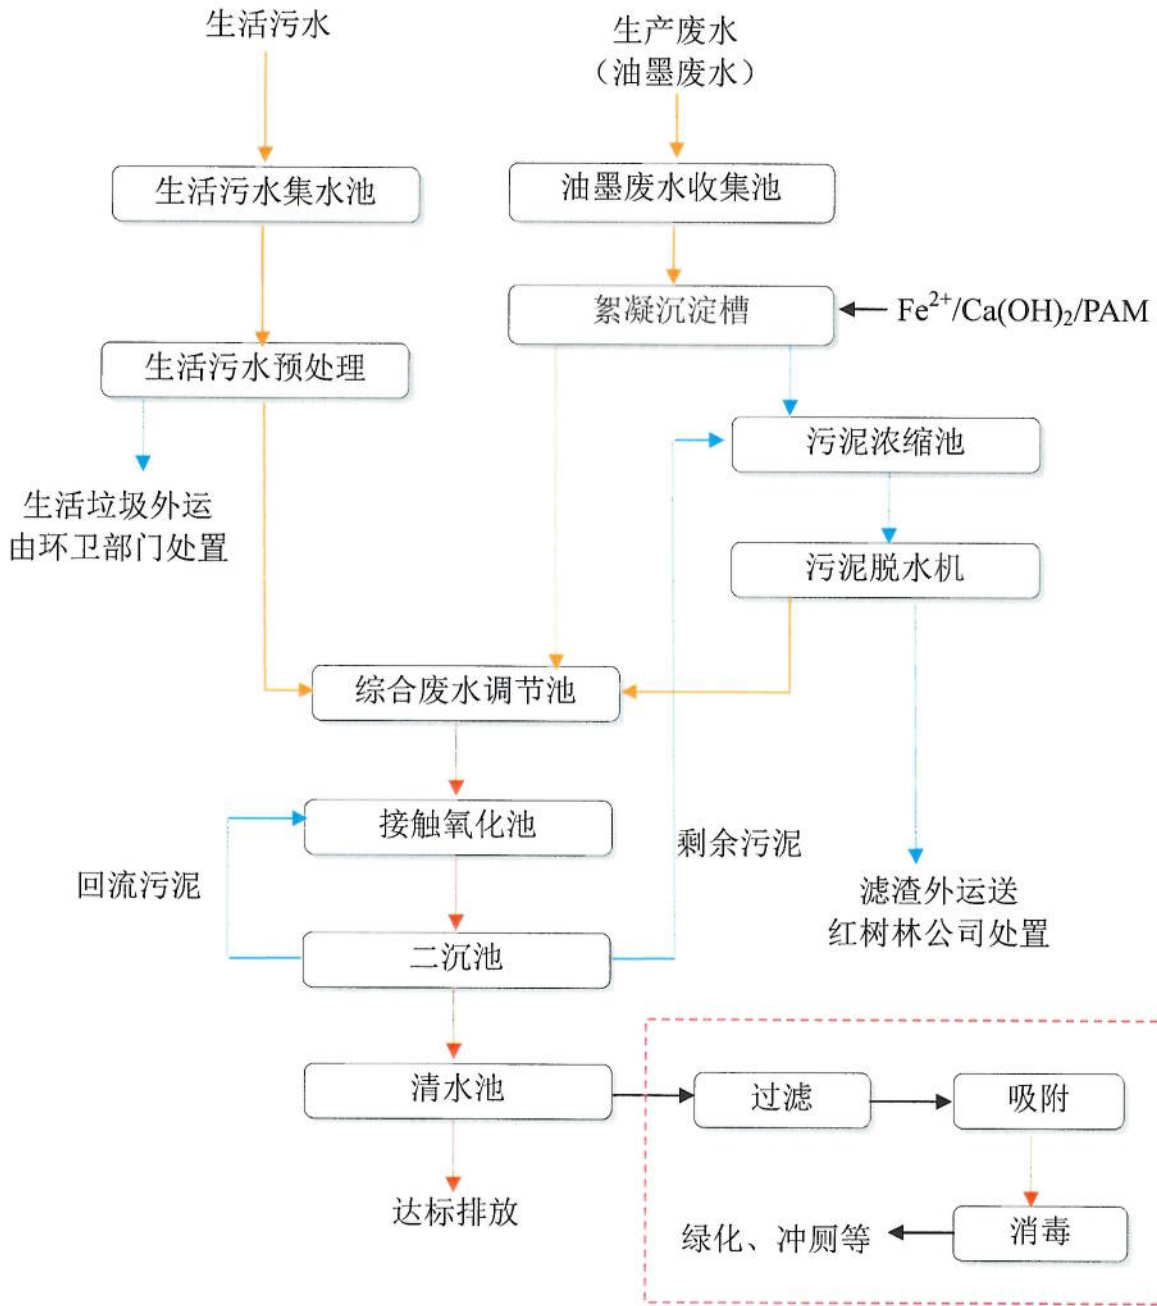 生活污水
生产废水
（油墨废水）
生活污水集水池
油墨废水收集池
絮凝沉淀槽
Fe²⁺/Ca(OH)₂/PAM
生活污水预处理
污泥浓缩池
生活垃圾外运
由环卫部门处置
污泥脱水机
综合废水调节池
接触氧化池
剩余污泥
回流污泥
滤渣外运送
红树林公司处置
二沉池
清水池
过滤
吸附
达标排放
绿化、冲厕等
消毒